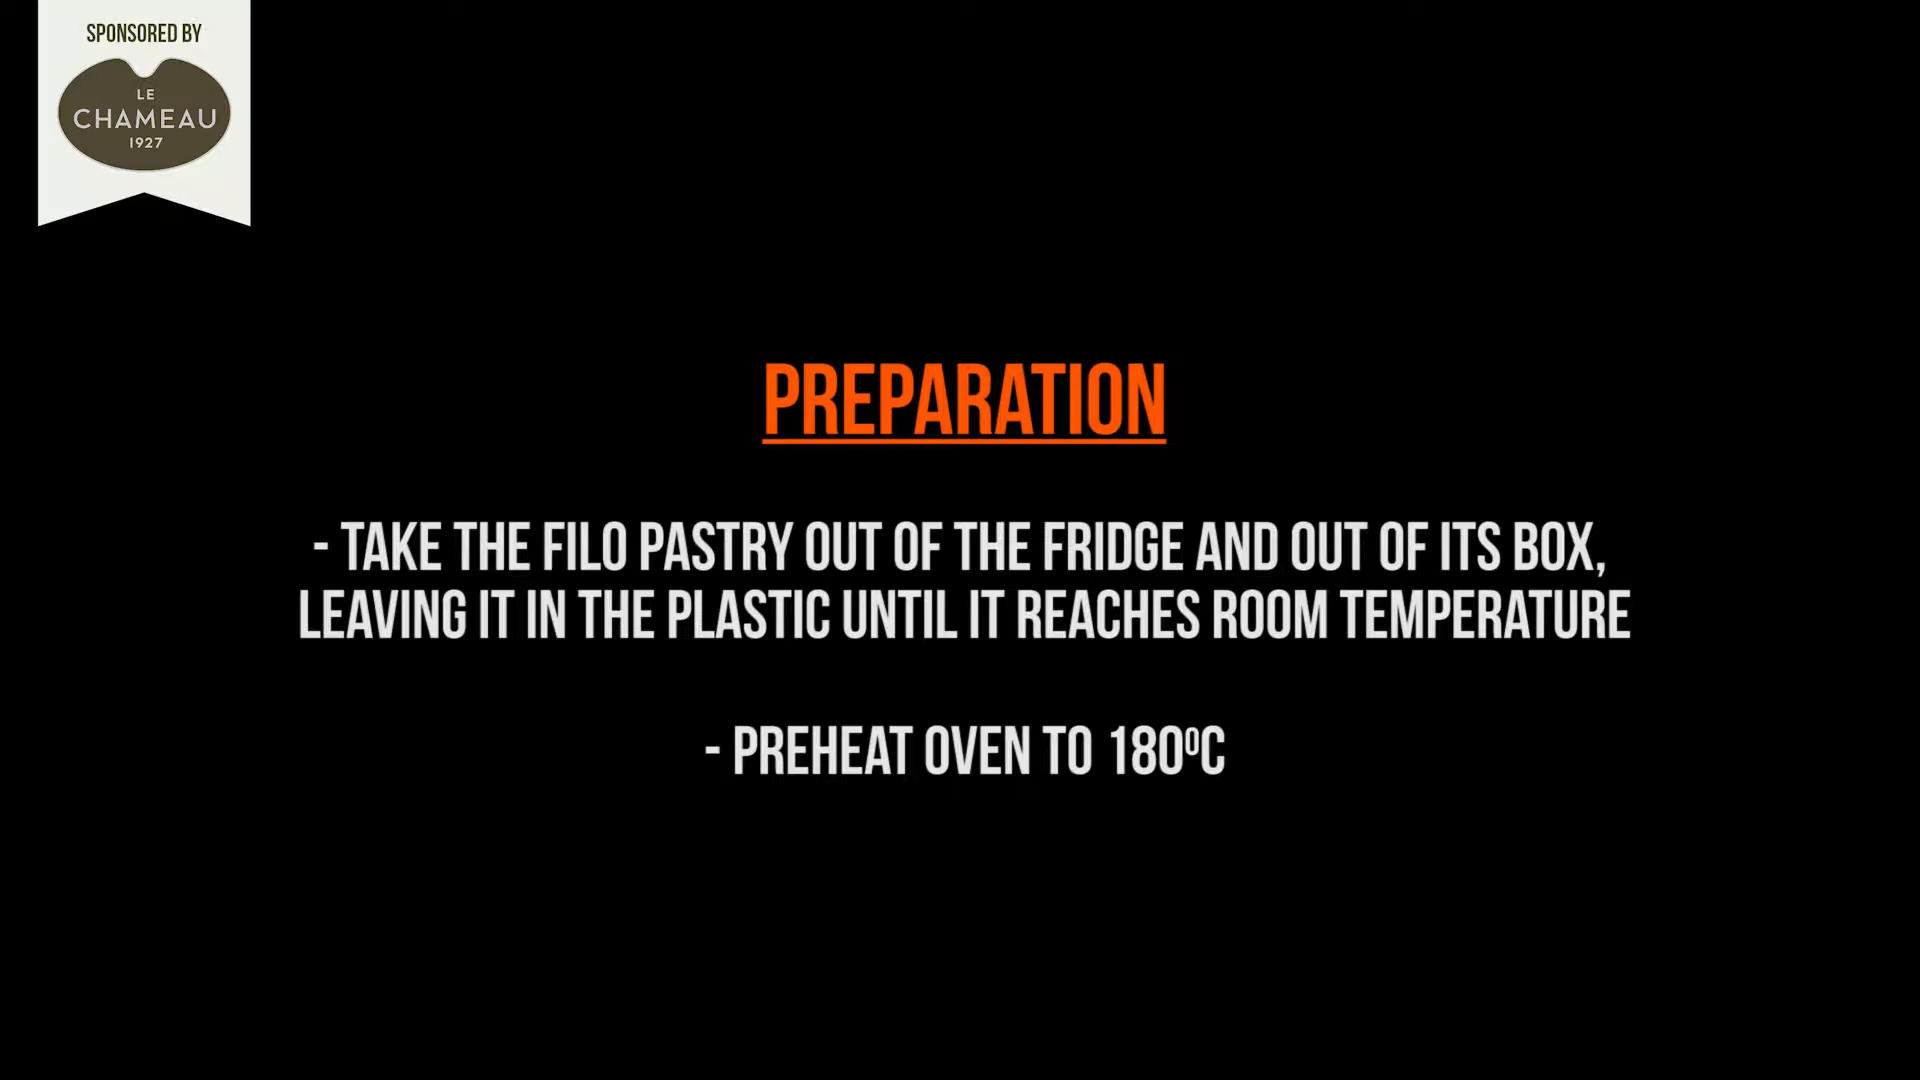 SPONSORED BY
LE
CHAMEAU
1927
PREPARATION
- TAKE THE FILO PASTRY OUT OF THE FRIDGE AND OUT OF ITS BOX,
LEAVING IT IN THE PLASTIC UNTIL IT REACHES ROOM TEMPERATURE
- PREHEAT OVEN TO 180ºC